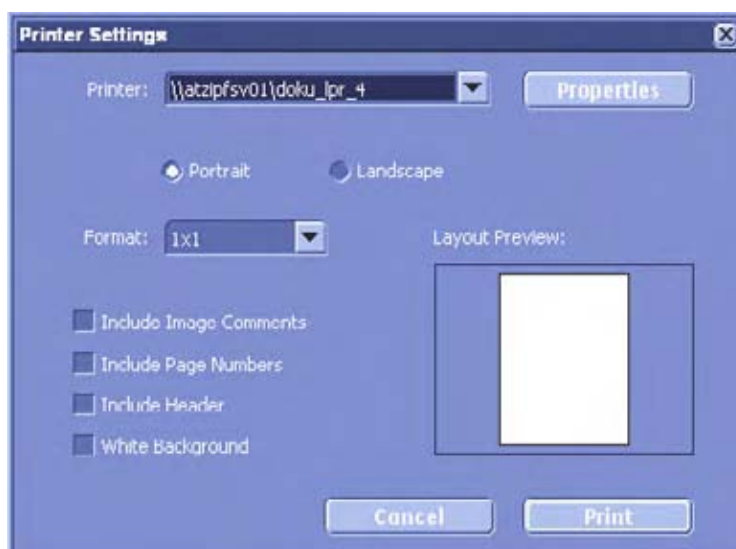 Printer Settings
Printer: \\atzipfsv01\doku_lpr_4 Properties
Portrait Landscape
Format: 1x1 Layout Preview:
Include Image Comments
Include Page Numbers
Include Header
White Background
Cancel Print